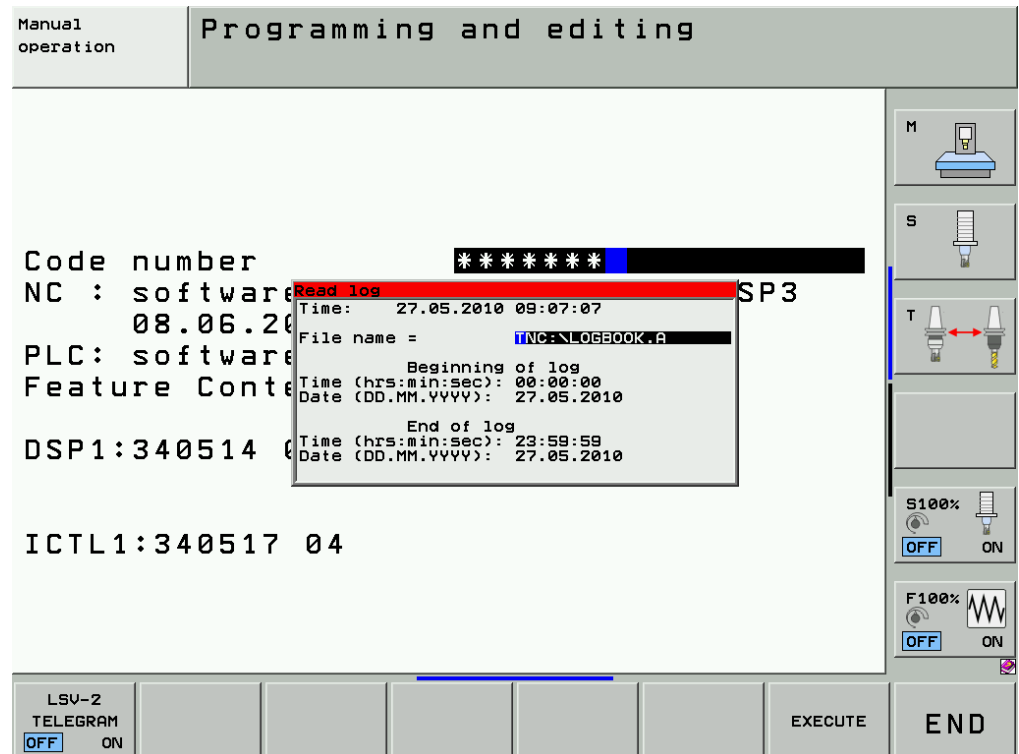 Manual
operation
Programming and editing
M
S
Code number *******
NC : software SP3
08.06.20
T
PLC: software
Feature Conte
DSP1:340514
ICTL1:340517 04
Read log
Time: 27.05.2010 09:07:07
File name = TNC:\LOGBOOK.A
Beginning of log
Time (hrs:min:sec): 00:00:00
Date (DD.MM.YYYY): 27.05.2010
End of log
Time (hrs:min:sec): 23:59:59
Date (DD.MM.YYYY): 27.05.2010
S100%
OFF ON
F100%
OFF ON
LSV-2
TELEGRAM
OFF ON
EXECUTE
END